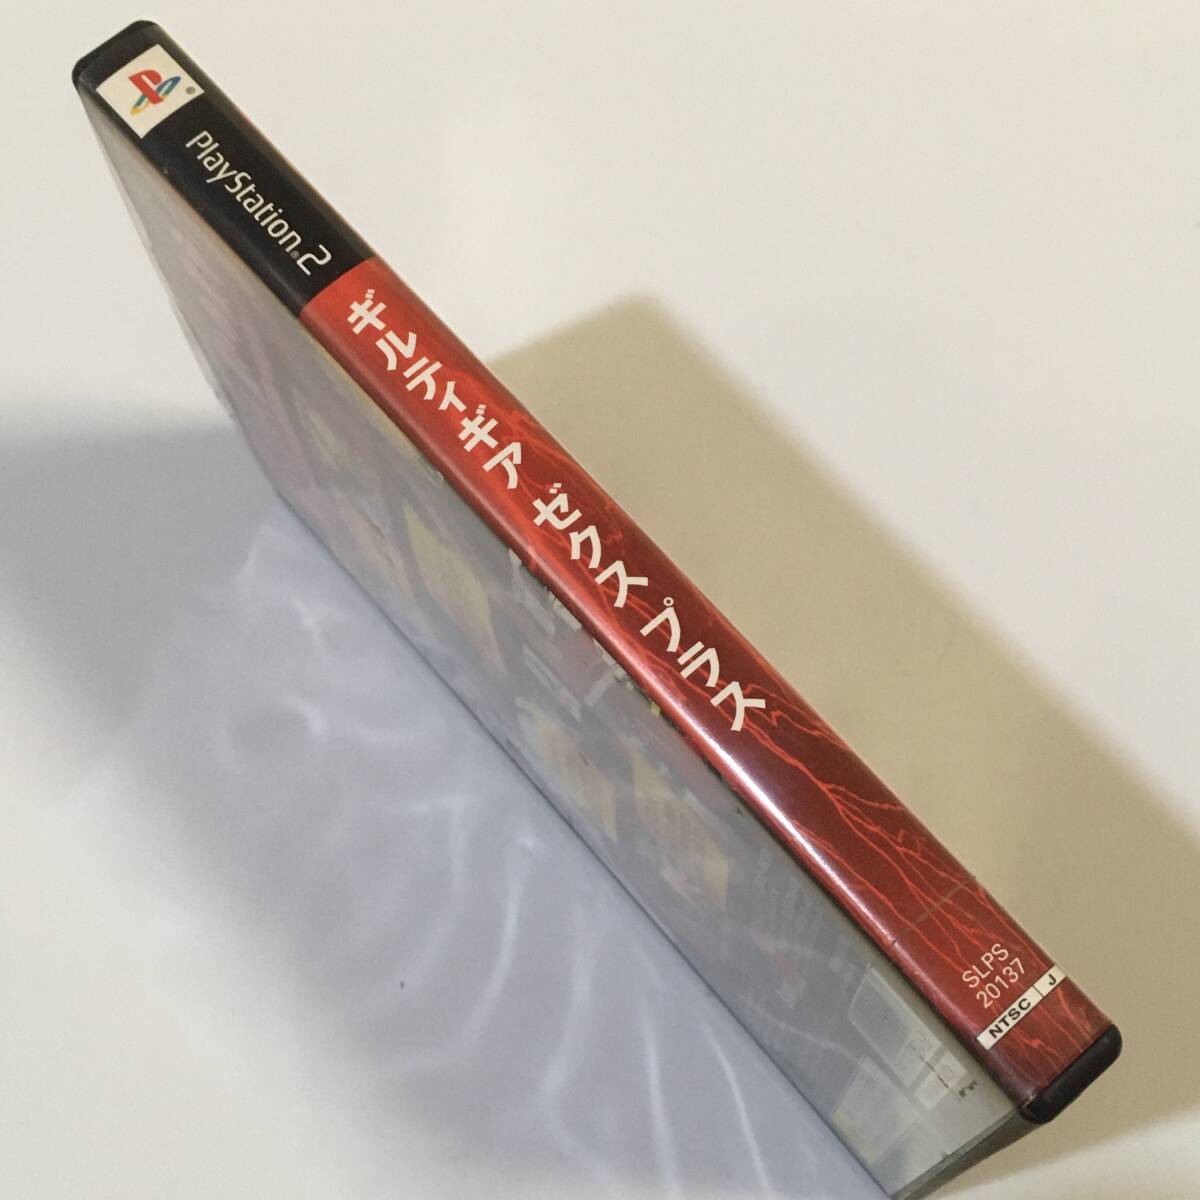 PlayStation®2
ギルティギア ゼクス プラス
SLPS
20137
NTSC J